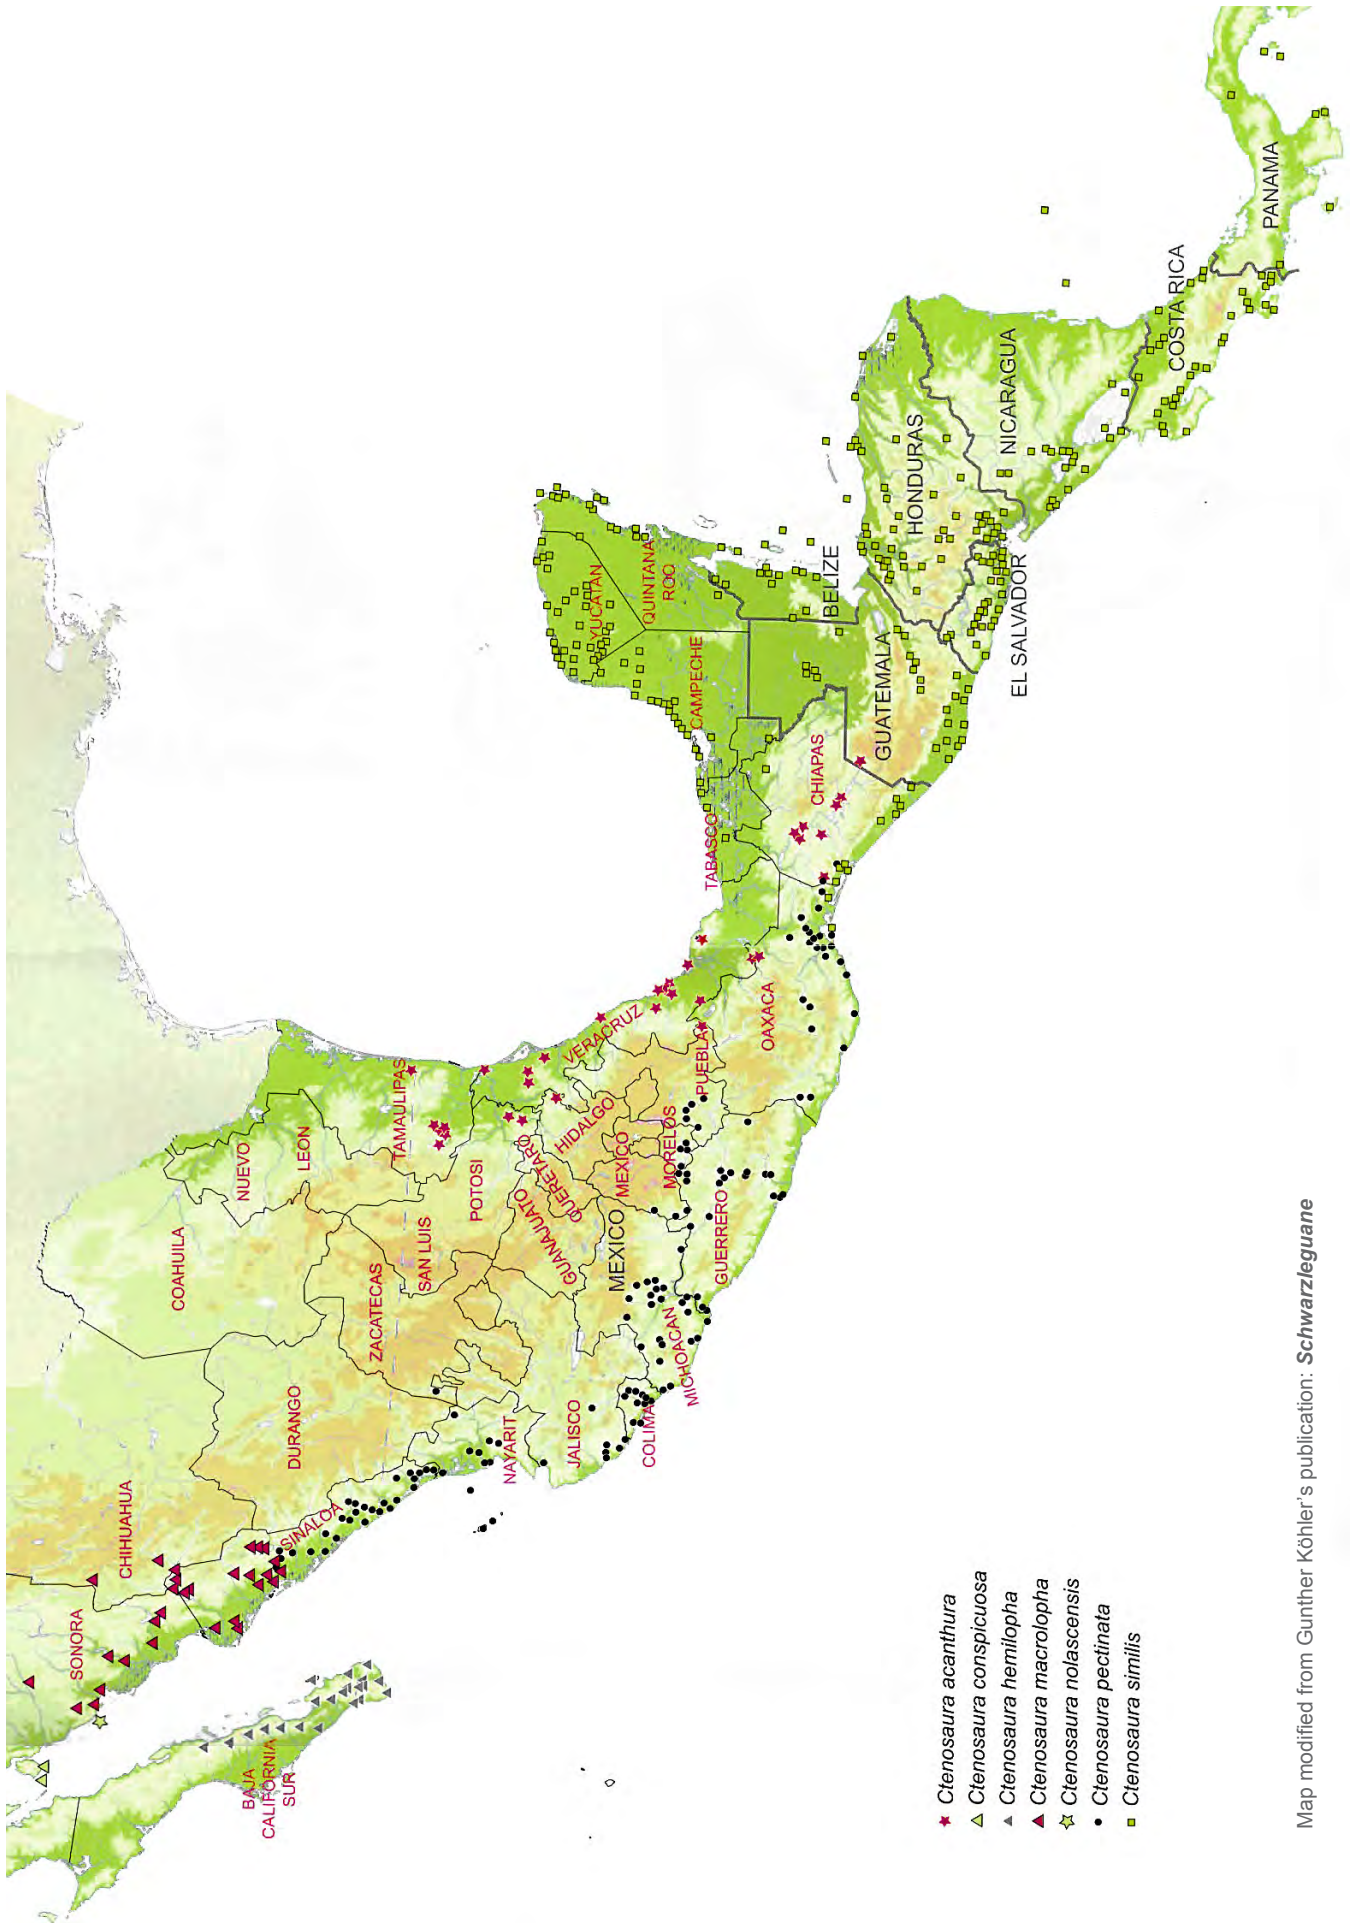 SONORA
CHIHUAHUA
COAHUILA
NUEVO
LEON
BAJA
CALIFORNIA
SUR
SINALOA
DURANGO
ZACATECAS
SAN LUIS
POTOSI
TAMAULIPAS
NAYARIT
JALISCO
COLIMA
MICHOACAN
GUANAJUATO
QUERETARO
HIDALGO
MEXICO
MEXICO
MORELOS
PUEBLA
VERACRUZ
GUERRERO
OAXACA
TABASCO
CHIAPAS
CAMPECHE
YUCATAN
QUINTANA
ROO
BELIZE
GUATEMALA
EL SALVADOR
HONDURAS
NICARAGUA
COSTA RICA
PANAMA
Ctenosaura acanthura
Ctenosaura conspicuosa
Ctenosaura hemilopha
Ctenosaura macrolopha
Ctenosaura nolascensis
Ctenosaura pectinata
Ctenosaura similis
Map modified from Gunther Köhler's publication: Schwarzleguane